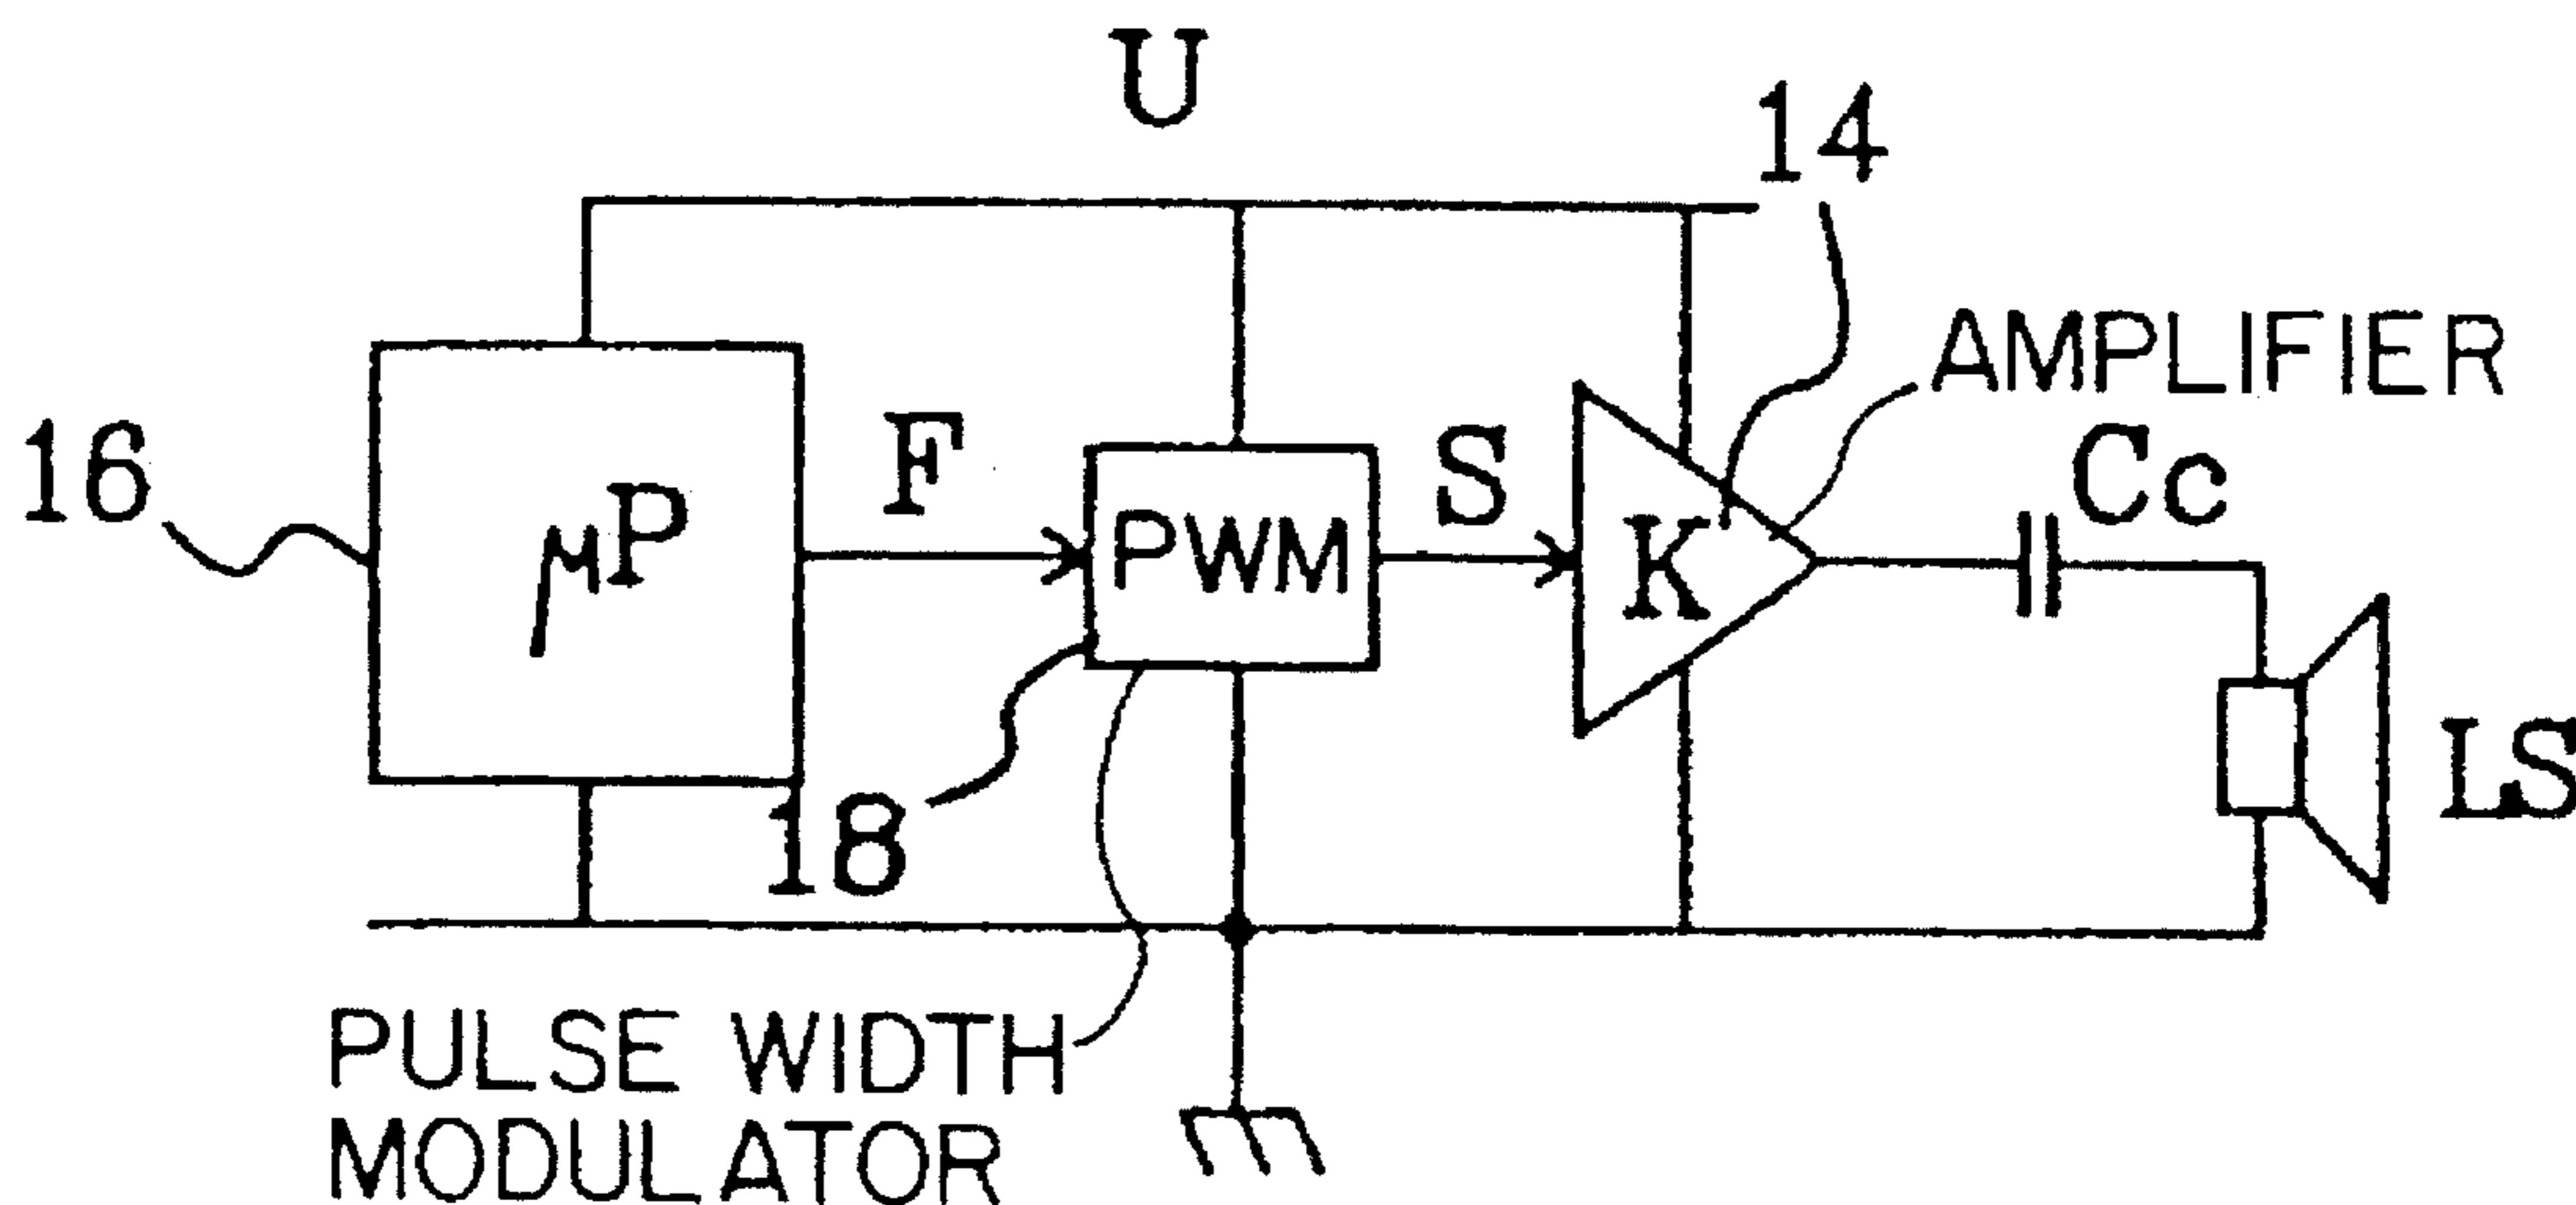 U
14
AMPLIFIER
16
μP
F
PWM
S
K
Cc
LS
18
PULSE WIDTH
MODULATOR